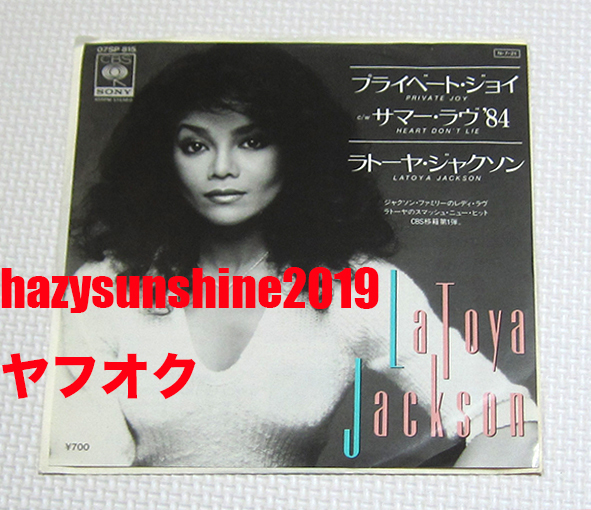 07SP 815
CBS
SONY
プライベート・ジョイ
PRIVATE JOY
c/w サマー・ラヴ'84
HEART DON'T LIE
ラトーヤ・ジャクソン
LATOYA JACKSON
ジャクソン・ファミリーのレディ・ラヴ
ラトーヤのスマッシュ・ニュー・ヒット
CBS移籍第1弾。
hazysunshine2019
ヤフオク
LaToya
Jackson
¥700